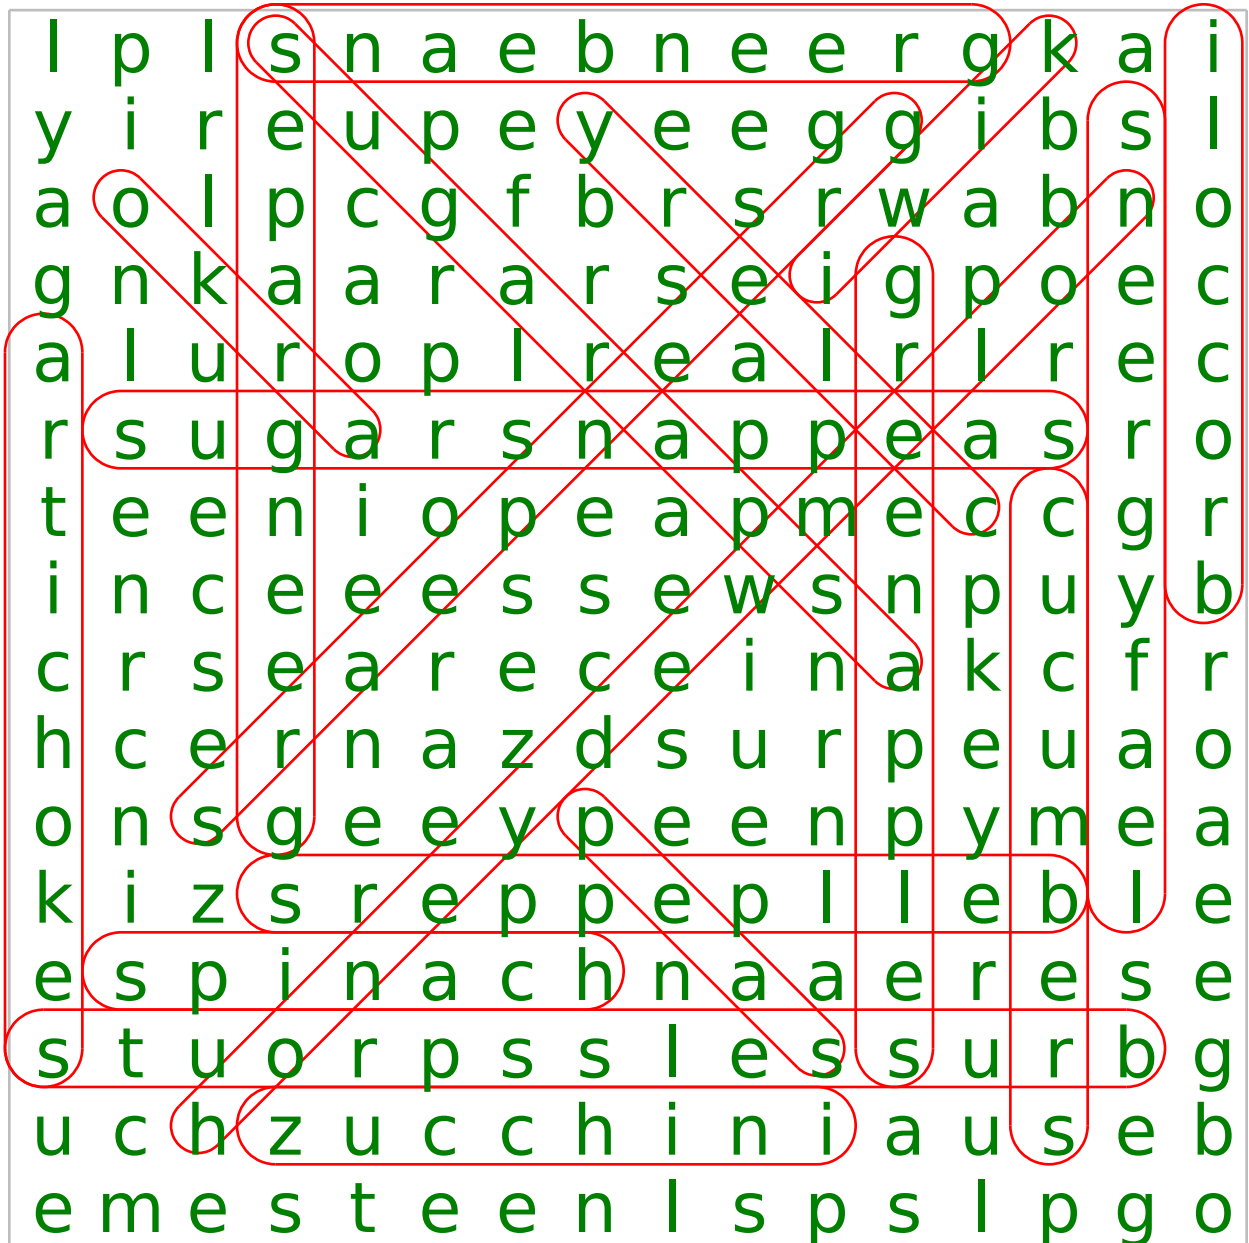 l p l s n a e b n e e r g k a i
y i r e u p e y e e g g i b s l
a o l p c g f b r s r w a b n o
g n k a a r a r s e i g p o e c
a l u r o p l r e a l r l r e c
r s u g a r s n a p p e a s r o
t e e n i o p e a p m e c c g r
i n c e e e s s e w s n p u y b
c r s e a r e c e i n a k c f r
h c e r n a z d s u r p e u a o
o n s g e e y p e e n p y m e a
k i z s r e p p e p l l e b l e
e s p i n a c h n a a e r e s e
s t u o r p s s l e s s u r b g
u c h z u c c h i n i a u s e b
e m e s t e e n l s p s l p g o